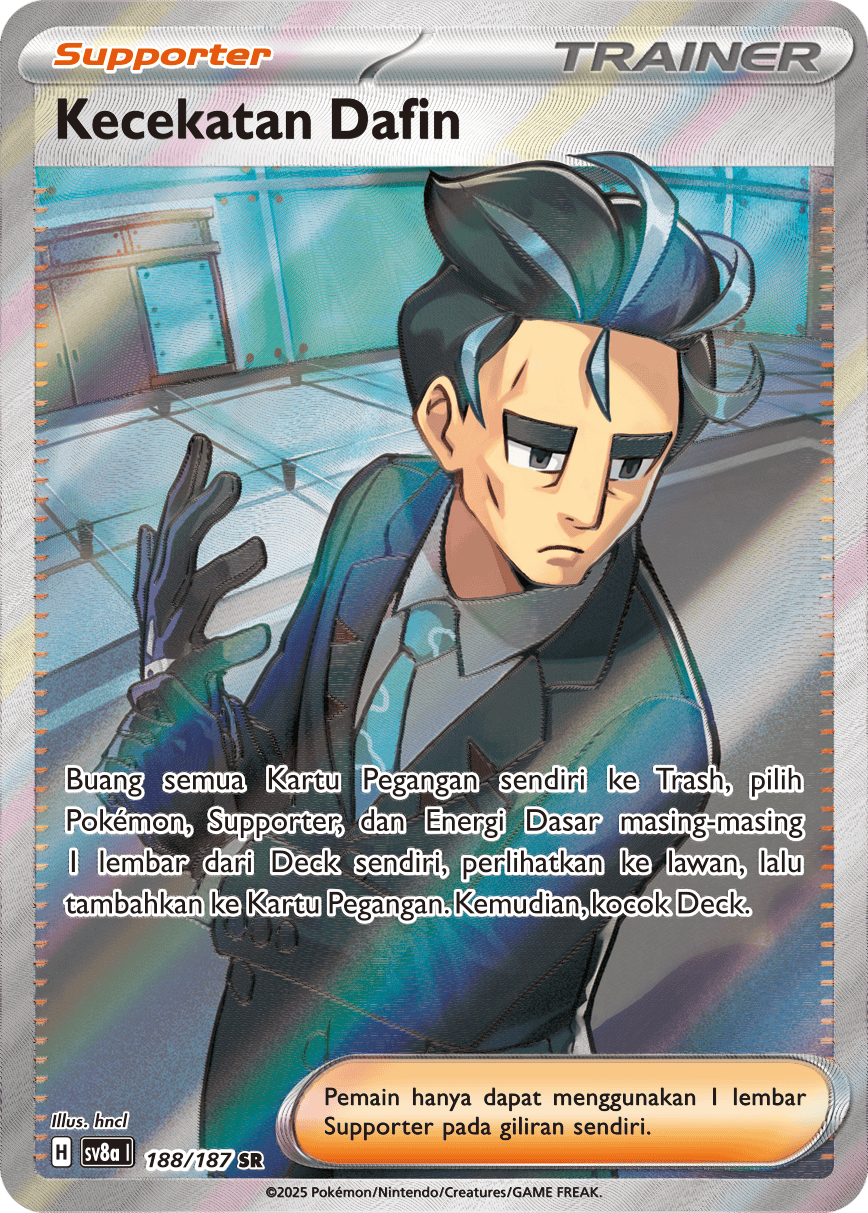 Supporter
TRAINER
Kecekatan Dafin
Buang semua Kartu Pegangan sendiri ke Trash, pilih
Pokémon, Supporter, dan Energi Dasar masing-masing
1 lembar dari Deck sendiri, perlihatkan ke lawan, lalu
tambahkan ke Kartu Pegangan. Kemudian, kocok Deck.
Pemain hanya dapat menggunakan 1 lembar
Supporter pada giliran sendiri.
Illus. hncl
H sv8a I 188/187 SR
©2025 Pokémon/Nintendo/Creatures/GAME FREAK.